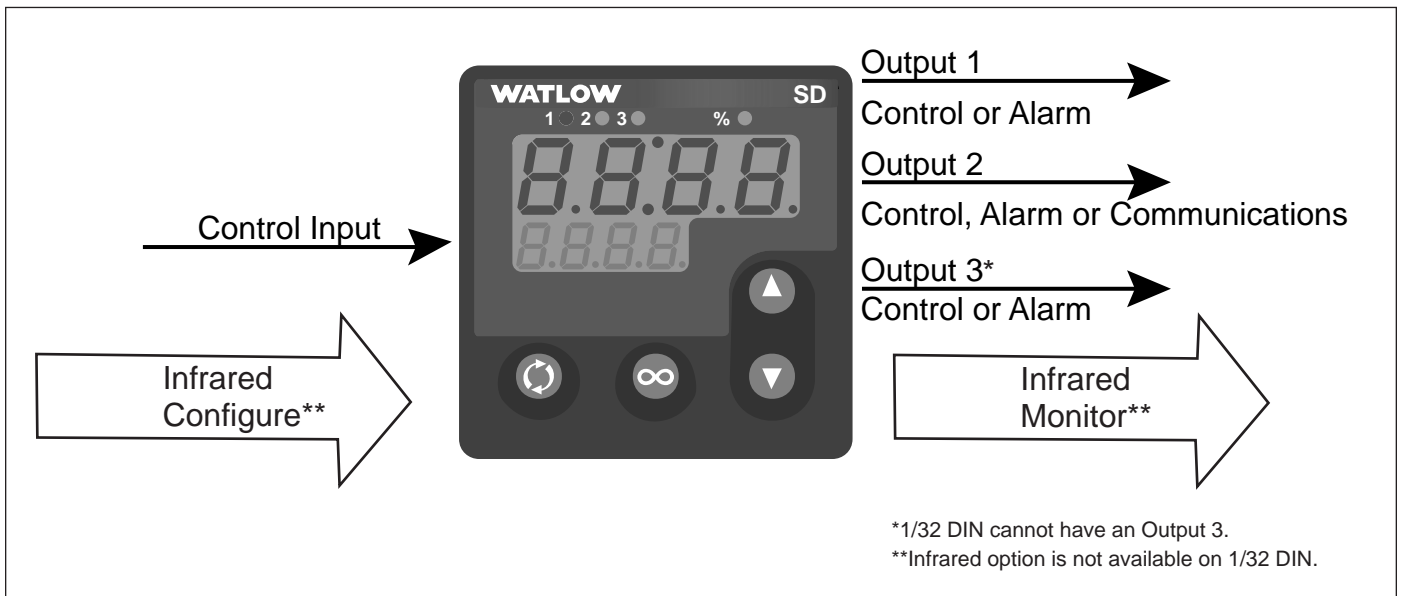 WATLOW SD
1 2 3 %
8.8.8.8.
8.8.8.8.
Control Input
Infrared
Configure**
Output 1
Control or Alarm
Output 2
Control, Alarm or Communications
Output 3*
Control or Alarm
Infrared
Monitor**
*1/32 DIN cannot have an Output 3.
**Infrared option is not available on 1/32 DIN.